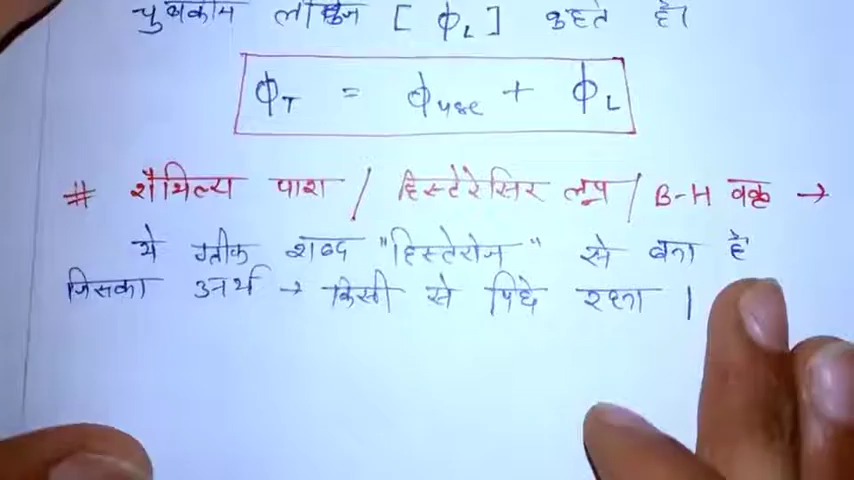 चुम्बकीय लीकेज [ ΦL ] कहते है।
ΦT = Φuse + ΦL
# शैथिल्य पाश / हिस्टेरेसिस लूप / B-H वक्र →
ये ग्रीक शब्द "हिस्टेरोन" से बना है
जिसका अर्थ → किसी से पिछे रहना |